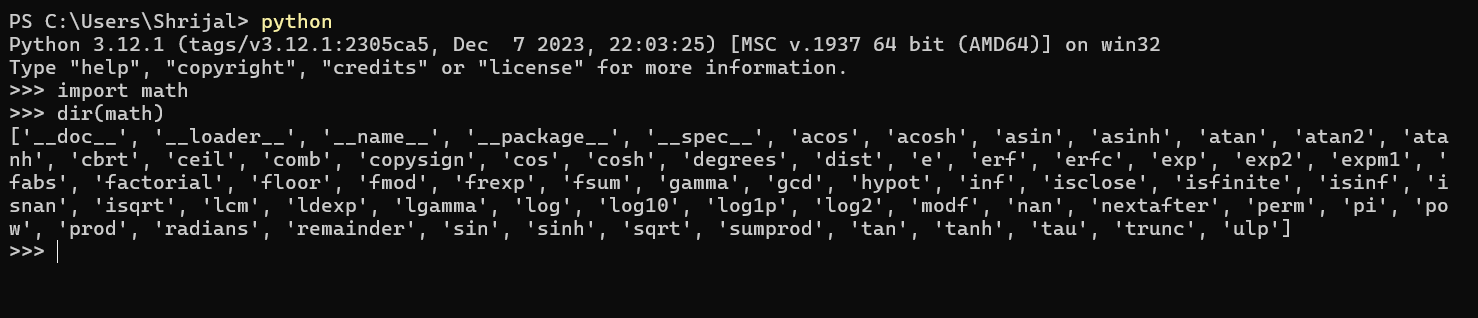 PS C:\Users\Shrijal> python
Python 3.12.1 (tags/v3.12.1:2305ca5, Dec  7 2023, 22:03:25) [MSC v.1937 64 bit (AMD64)] on win32
Type "help", "copyright", "credits" or "license" for more information.
>>> import math
>>> dir(math)
['__doc__', '__loader__', '__name__', '__package__', '__spec__', 'acos', 'acosh', 'asin', 'asinh', 'atan', 'atan2', 'ata
nh', 'cbrt', 'ceil', 'comb', 'copysign', 'cos', 'cosh', 'degrees', 'dist', 'e', 'erf', 'erfc', 'exp', 'exp2', 'expm1', '
fabs', 'factorial', 'floor', 'fmod', 'frexp', 'fsum', 'gamma', 'gcd', 'hypot', 'inf', 'isclose', 'isfinite', 'isinf', 'i
snan', 'isqrt', 'lcm', 'ldexp', 'lgamma', 'log', 'log10', 'log1p', 'log2', 'modf', 'nan', 'nextafter', 'perm', 'pi', 'po
w', 'prod', 'radians', 'remainder', 'sin', 'sinh', 'sqrt', 'sumprod', 'tan', 'tanh', 'tau', 'trunc', 'ulp']
>>>